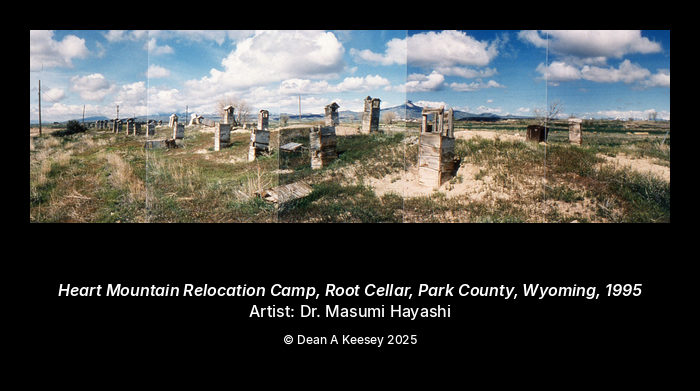 Heart Mountain Relocation Camp, Root Cellar, Park County, Wyoming, 1995
Artist: Dr. Masumi Hayashi
© Dean A Keesey 2025